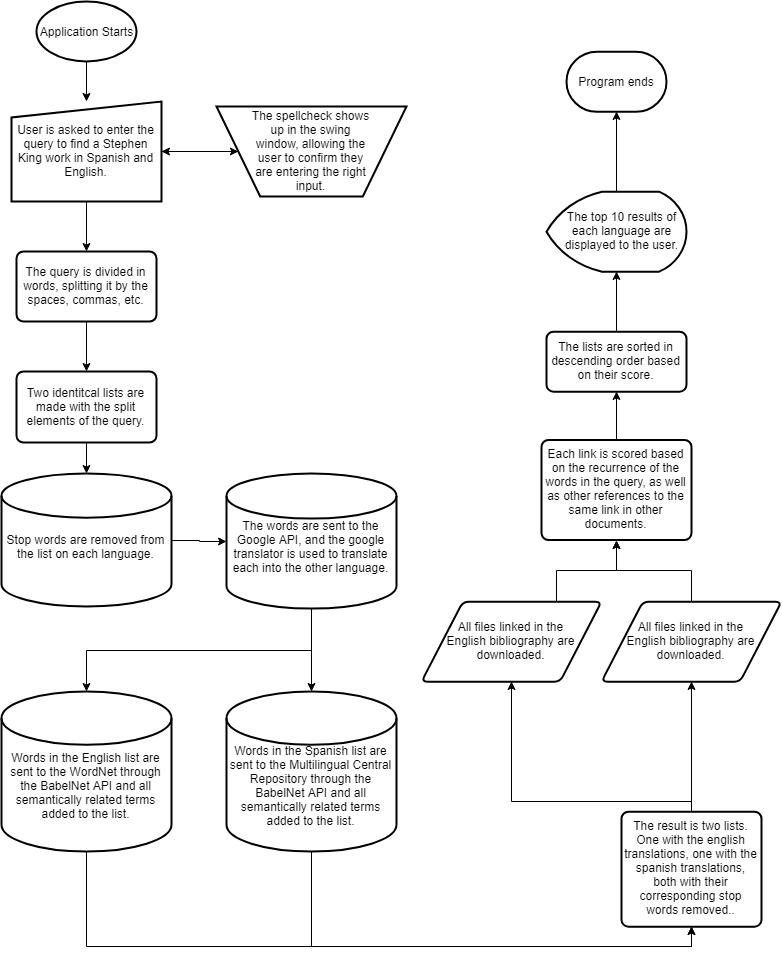 Application Starts
User is asked to enter the
query to find a Stephen
King work in Spanish and
English.
The spellcheck shows
up in the swing
window, allowing the
user to confirm they
are entering the right
input.
The query is divided in
words, splitting it by the
spaces, commas, etc.
Two identitcal lists are
made with the split
elements of the query.
Stop words are removed from
the list on each language.
The words are sent to the
Google API, and the google
translator is used to translate
each into the other language.
Words in the English list are
sent to the WordNet through
the BabelNet API and all
semantically related terms
added to the list.
Words in the Spanish list are
sent to the Multilingual Central
Repository through the
BabelNet API and all
semantically related terms
added to the list.
The result is two lists.
One with the english
translations, one with the
spanish translations,
both with their
corresponding stop
words removed..
All files linked in the
English bibliography are
downloaded.
All files linked in the
English bibliography are
downloaded.
Each link is scored based
on the recurrence of the
words in the query, as well
as other references to the
same link in other
documents.
The lists are sorted in
descending order based
on their score.
The top 10 results of
each language are
displayed to the user.
Program ends